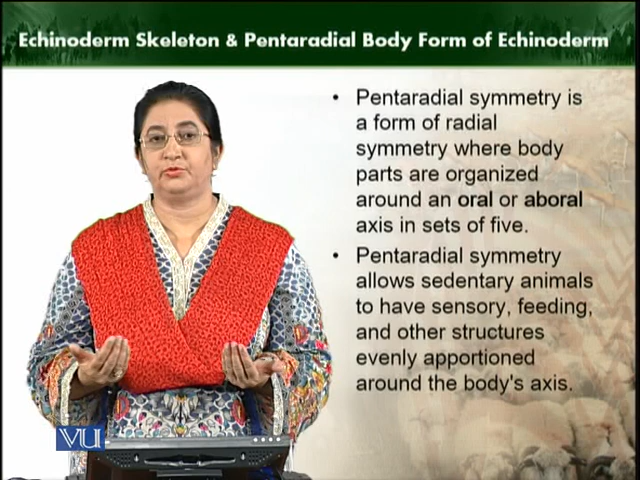 Echinoderm Skeleton & Pentaradial Body Form of Echinoderm
• Pentaradial symmetry is
a form of radial
symmetry where body
parts are organized
around an oral or aboral
axis in sets of five.
• Pentaradial symmetry
allows sedentary animals
to have sensory, feeding,
and other structures
evenly apportioned
around the body's axis.
VU